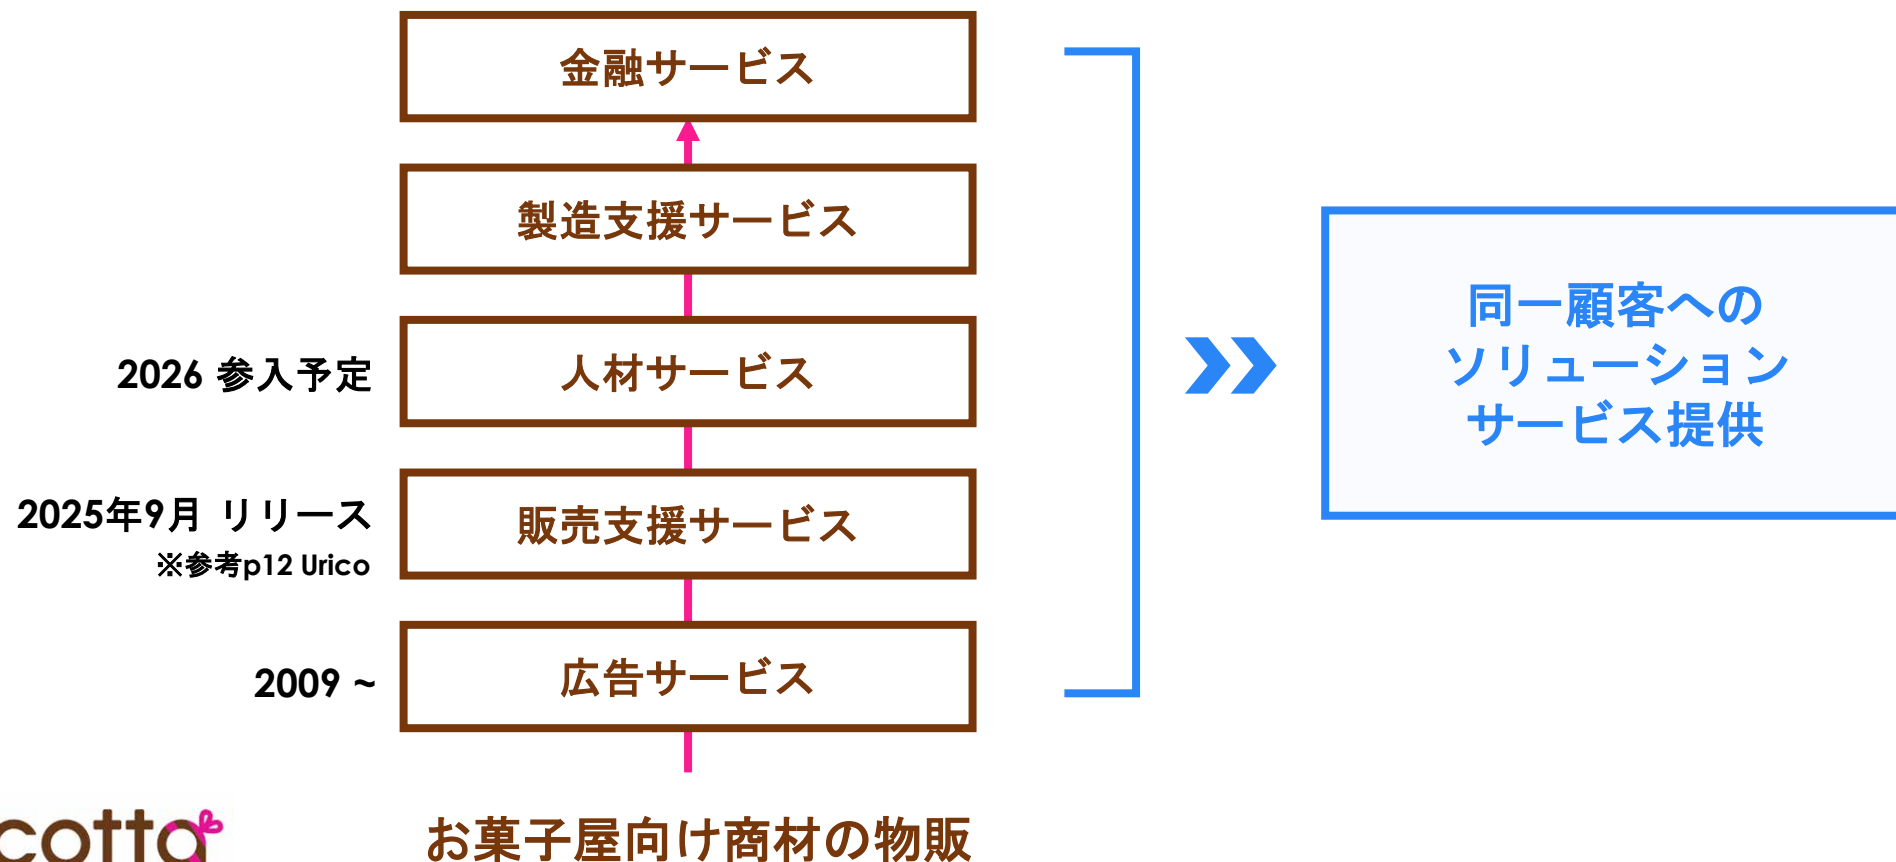 金融サービス
製造支援サービス
2026 参入予定
人材サービス
2025年9月 リリース
※参考p12 Urico
販売支援サービス
2009 ~
広告サービス
同一顧客への
ソリューション
サービス提供
cotta
お菓子屋向け商材の物販